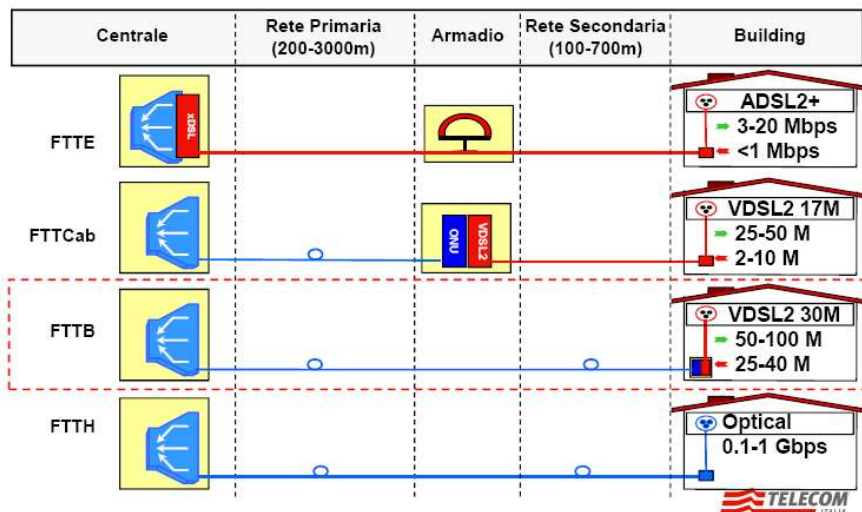 Centrale
Rete Primaria
(200-3000m)
Armadio
Rete Secondaria
(100-700m)
Building
FTTE
xDSL
ADSL2+
3-20 Mbps
<1 Mbps
FTTCab
ONU
VDSL2
VDSL2 17M
25-50 M
2-10 M
FTTB
VDSL2 30M
50-100 M
25-40 M
FTTH
Optical
0.1-1 Gbps
TELECOM
ITALIA